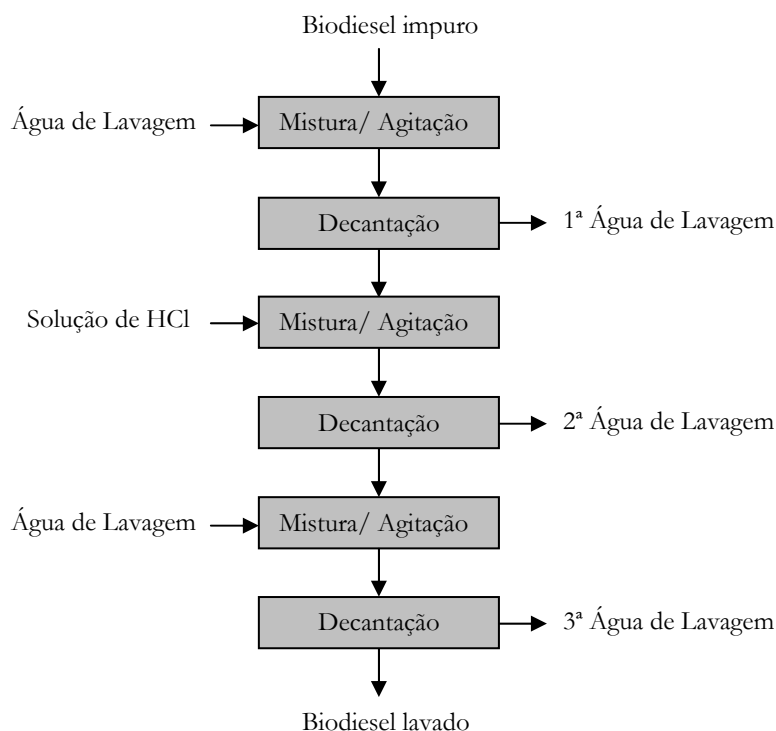 Biodiesel impuro
Água de Lavagem
Mistura/ Agitação
Decantação
1ª Água de Lavagem
Solução de HCl
Mistura/ Agitação
Decantação
2ª Água de Lavagem
Água de Lavagem
Mistura/ Agitação
Decantação
3ª Água de Lavagem
Biodiesel lavado